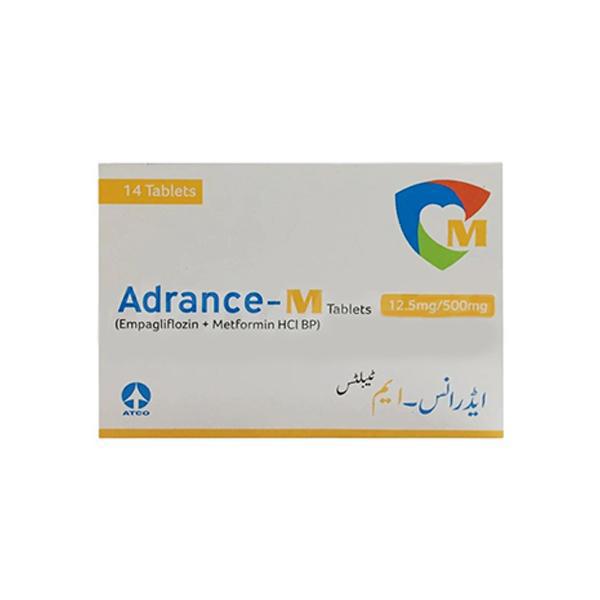 14 Tablets
M
Adrance-M Tablets 12.5mg/500mg
(Empagliflozin + Metformin HCl BP)
ایڈرانس۔ ایم ٹیبلٹس
ATCO